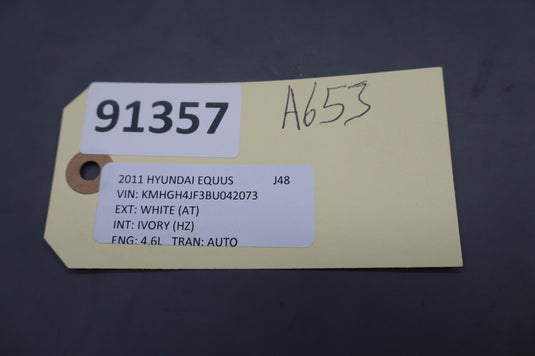 91357
A653
2011 HYUNDAI EQUUS J48
VIN: KMHGH4JF3BU042073
EXT: WHITE (AT)
INT: IVORY (HZ)
ENG: 4.6L TRAN: AUTO